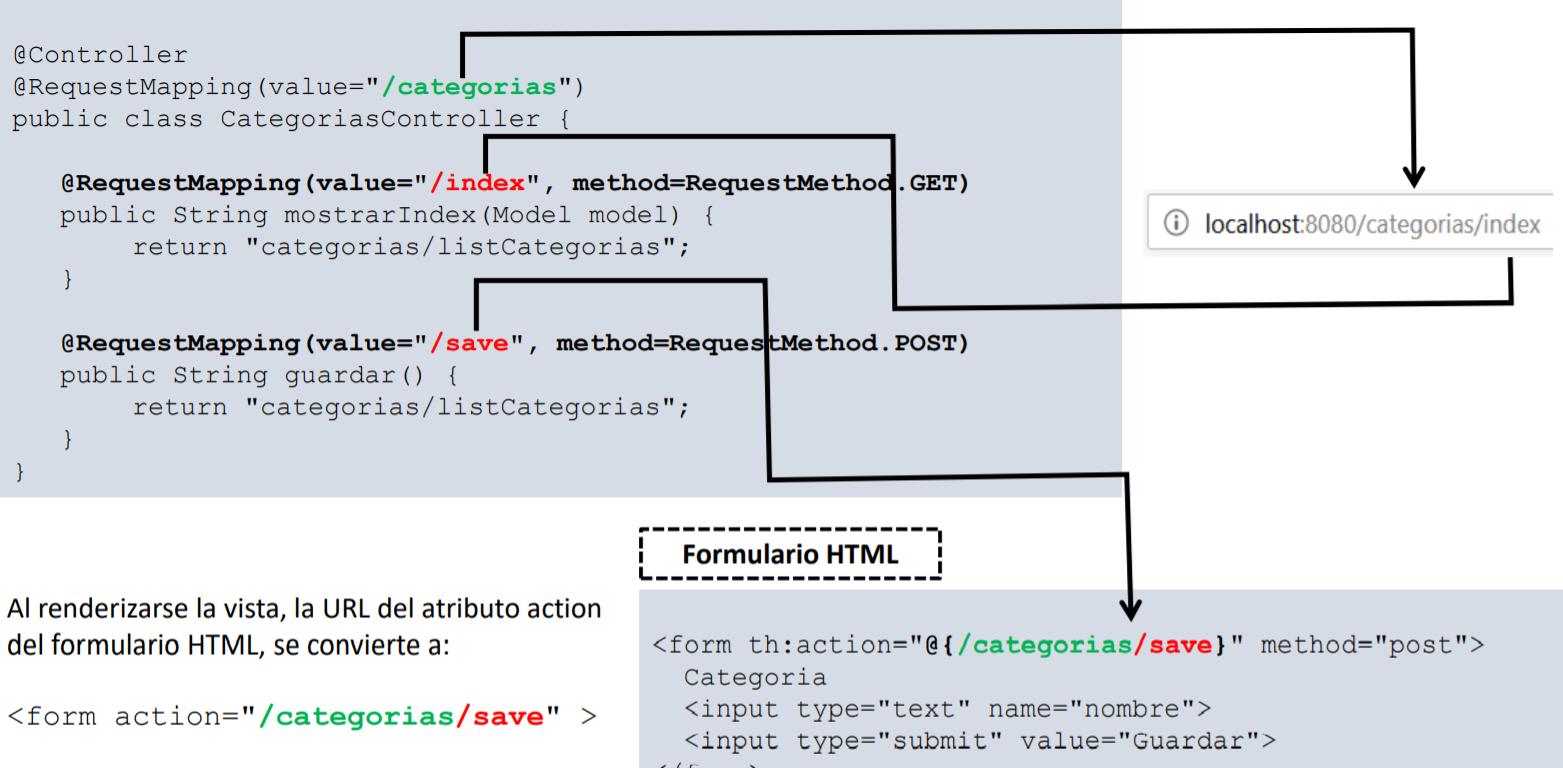 @Controller
@RequestMapping(value="/categorias")
public class CategoriasController {
@RequestMapping(value="/index", method=RequestMethod.GET)
public String mostrarIndex(Model model) {
return "categorias/listCategorias";
}
@RequestMapping(value="/save", method=RequestMethod.POST)
public String guardar() {
return "categorias/listCategorias";
}
}
localhost:8080/categorias/index
Al renderizarse la vista, la URL del atributo action
del formulario HTML, se convierte a:
<form action="/categorias/save" >
Formulario HTML
<form th:action="@{/categorias/save}" method="post">
Categoria
<input type="text" name="nombre">
<input type="submit" value="Guardar">